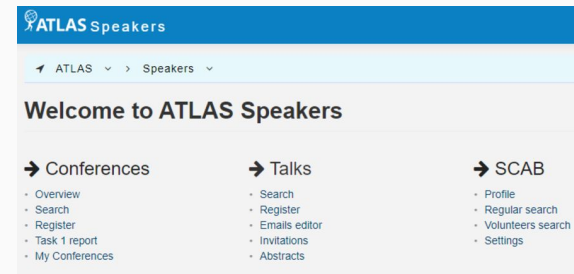 ATLAS Speakers
ATLAS > Speakers
Welcome to ATLAS Speakers
Conferences
Overview
Search
Register
Task 1 report
My Conferences
Talks
Search
Register
Emails editor
Invitations
Abstracts
SCAB
Profile
Regular search
Volunteers search
Settings